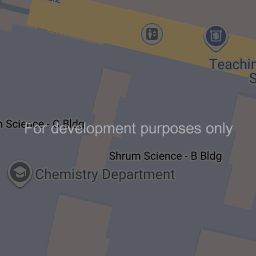 Teachin
S
n Science - C Bldg
For development purposes only
Shrum Science - B Bldg
Chemistry Department